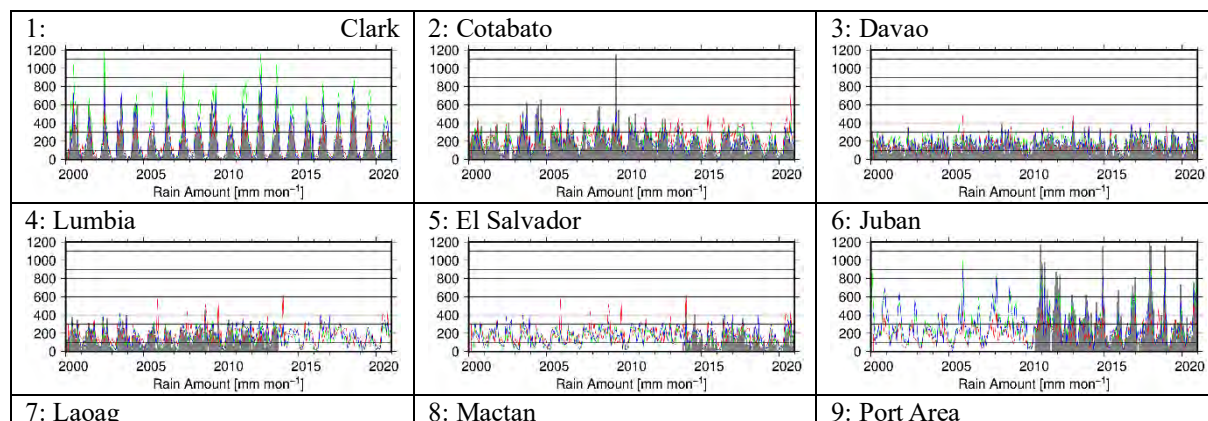 1: Clark
2: Cotabato
3: Davao
1200
1000
800
600
400
200
0
2000 2005 2010 2015 2020
Rain Amount [mm mon⁻¹]
1200
1000
800
600
400
200
0
2000 2005 2010 2015 2020
Rain Amount [mm mon⁻¹]
1200
1000
800
600
400
200
0
2000 2005 2010 2015 2020
Rain Amount [mm mon⁻¹]
4: Lumbia
5: El Salvador
6: Juban
1200
1000
800
600
400
200
0
2000 2005 2010 2015 2020
Rain Amount [mm mon⁻¹]
1200
1000
800
600
400
200
0
2000 2005 2010 2015 2020
Rain Amount [mm mon⁻¹]
1200
1000
800
600
400
200
0
2000 2005 2010 2015 2020
Rain Amount [mm mon⁻¹]
7: Laoag
8: Mactan
9: Port Area